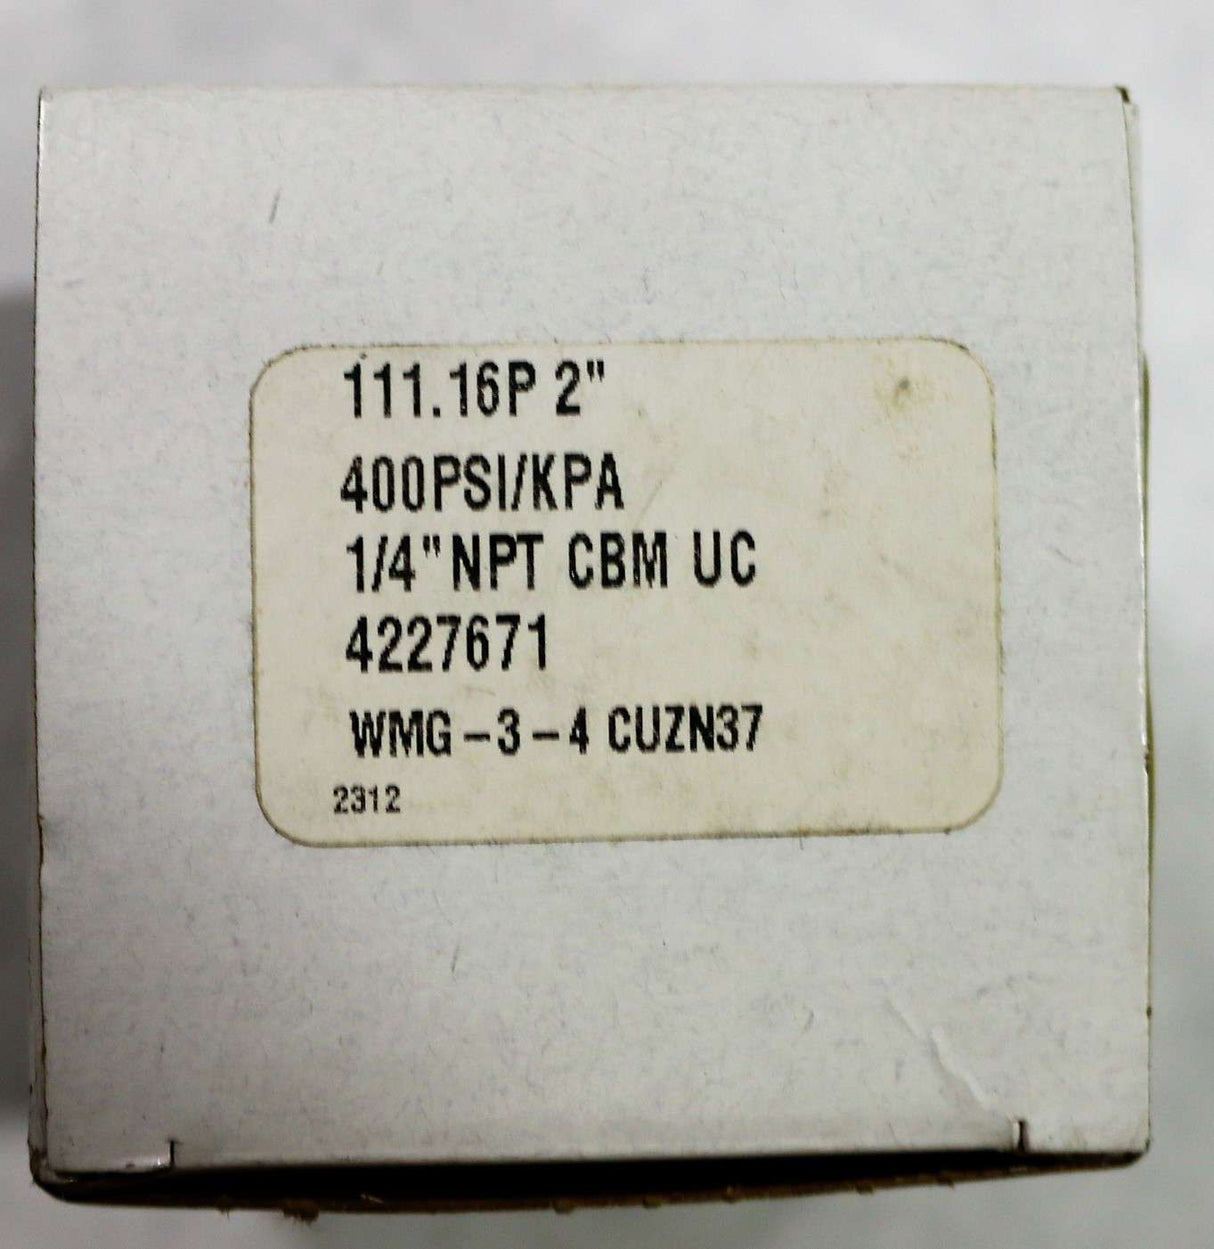 111.16P 2"
400PSI/KPA
1/4"NPT CBM UC
4227671
WMG-3-4 CUZN37
2312